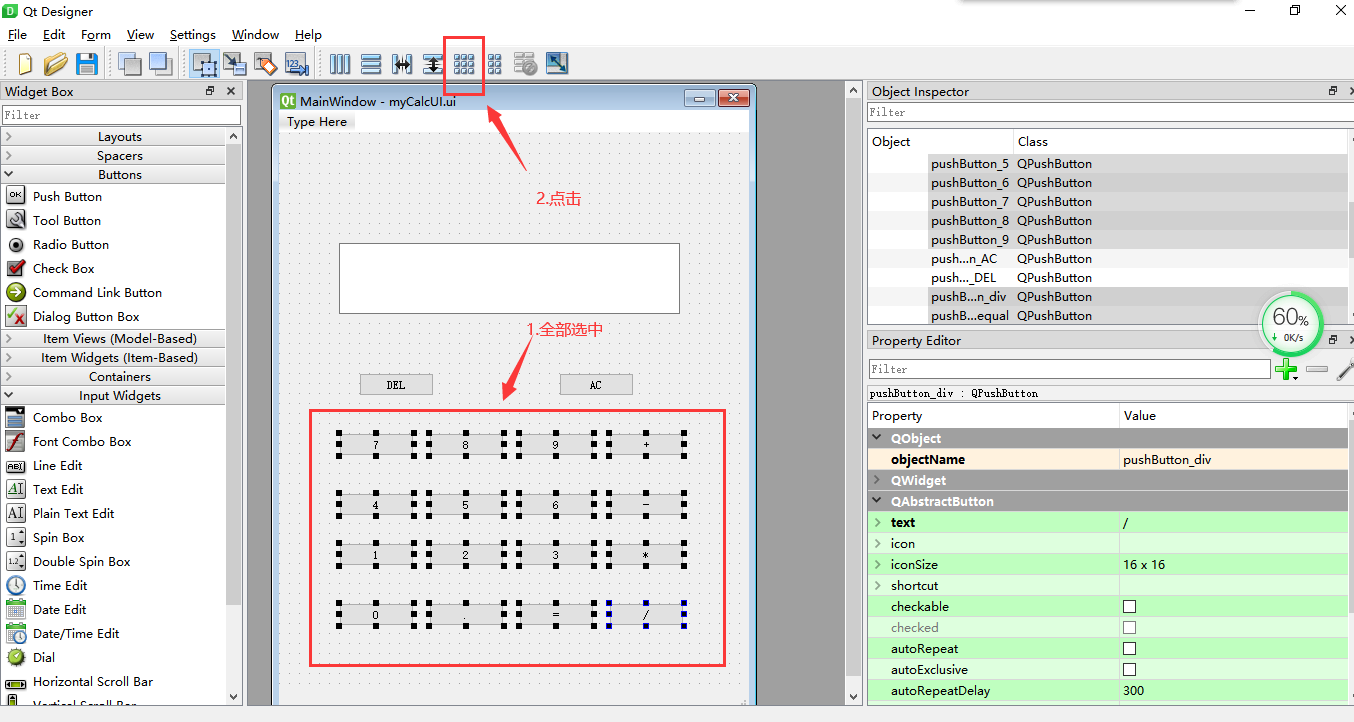 Qt Designer
File Edit Form View Settings Window Help
Widget Box
Filter
Layouts
Spacers
Buttons
OK Push Button
Tool Button
Radio Button
Check Box
Command Link Button
Dialog Button Box
Item Views (Model-Based)
Item Widgets (Item-Based)
Containers
Input Widgets
Combo Box
Font Combo Box
Line Edit
Text Edit
Plain Text Edit
Spin Box
Double Spin Box
Time Edit
Date Edit
Date/Time Edit
Dial
Horizontal Scroll Bar
Vertical Scroll Bar
MainWindow - myCalcUI.ui
Type Here
2.点击
1.全部选中
DEL AC
7 8 9 +
4 5 6 -
1 2 3 *
0 . = /
Object Inspector
Filter
Object Class
pushButton_5 QPushButton
pushButton_6 QPushButton
pushButton_7 QPushButton
pushButton_8 QPushButton
pushButton_9 QPushButton
push...n_AC QPushButton
push..._DEL QPushButton
pushB...n_div QPushButton
pushB...equal QPushButton
60%
0K/s
Property Editor
Filter
pushButton_div : QPushButton
Property Value
QObject
objectName pushButton_div
QWidget
QAbstractButton
text /
icon
iconSize 16 x 16
shortcut
checkable
checked
autoRepeat
autoExclusive
autoRepeatDelay 300